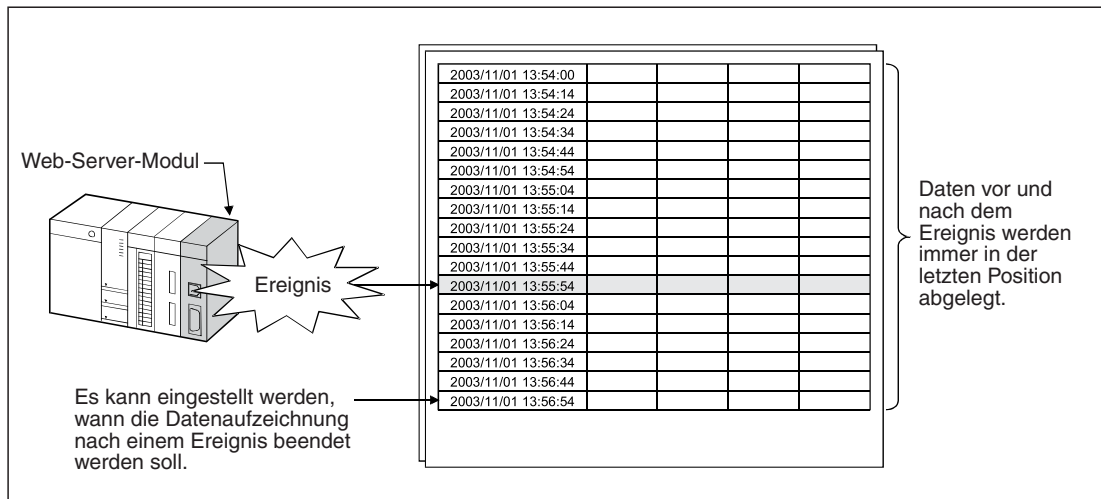 2003/11/01 13:54:00
2003/11/01 13:54:14
2003/11/01 13:54:24
2003/11/01 13:54:34
2003/11/01 13:54:44
2003/11/01 13:54:54
2003/11/01 13:55:04
2003/11/01 13:55:14
2003/11/01 13:55:24
2003/11/01 13:55:34
2003/11/01 13:55:44
2003/11/01 13:55:54
2003/11/01 13:56:04
2003/11/01 13:56:14
2003/11/01 13:56:24
2003/11/01 13:56:34
2003/11/01 13:56:44
2003/11/01 13:56:54
Web-Server-Modul
Ereignis
Daten vor und
nach dem
Ereignis werden
immer in der
letzten Position
abgelegt.
Es kann eingestellt werden,
wann die Datenaufzeichnung
nach einem Ereignis beendet
werden soll.